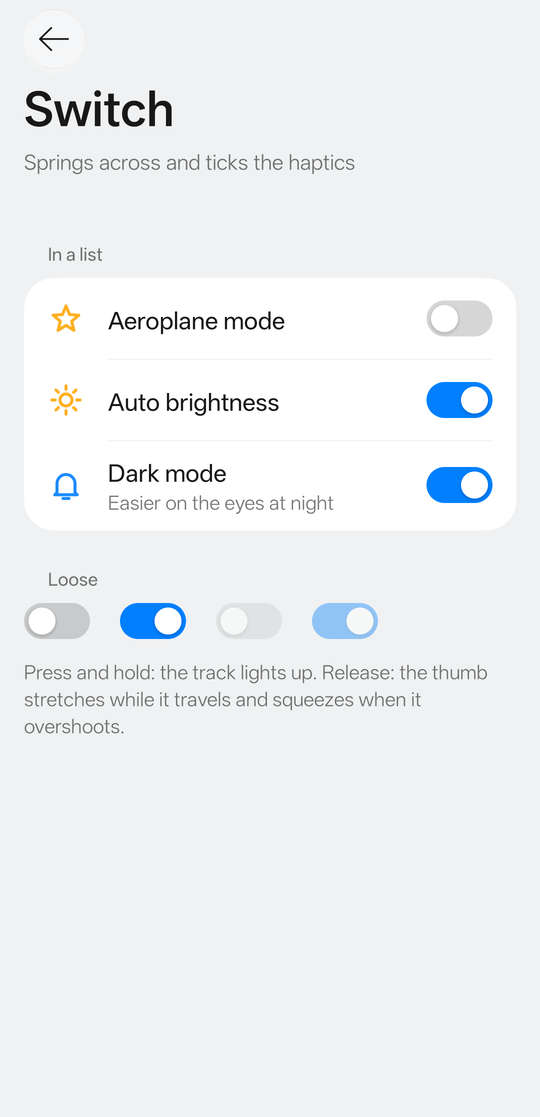 Switch
Springs across and ticks the haptics
In a list
Aeroplane mode
Auto brightness
Dark mode
Easier on the eyes at night
Loose
Press and hold: the track lights up. Release: the thumb
stretches while it travels and squeezes when it
overshoots.